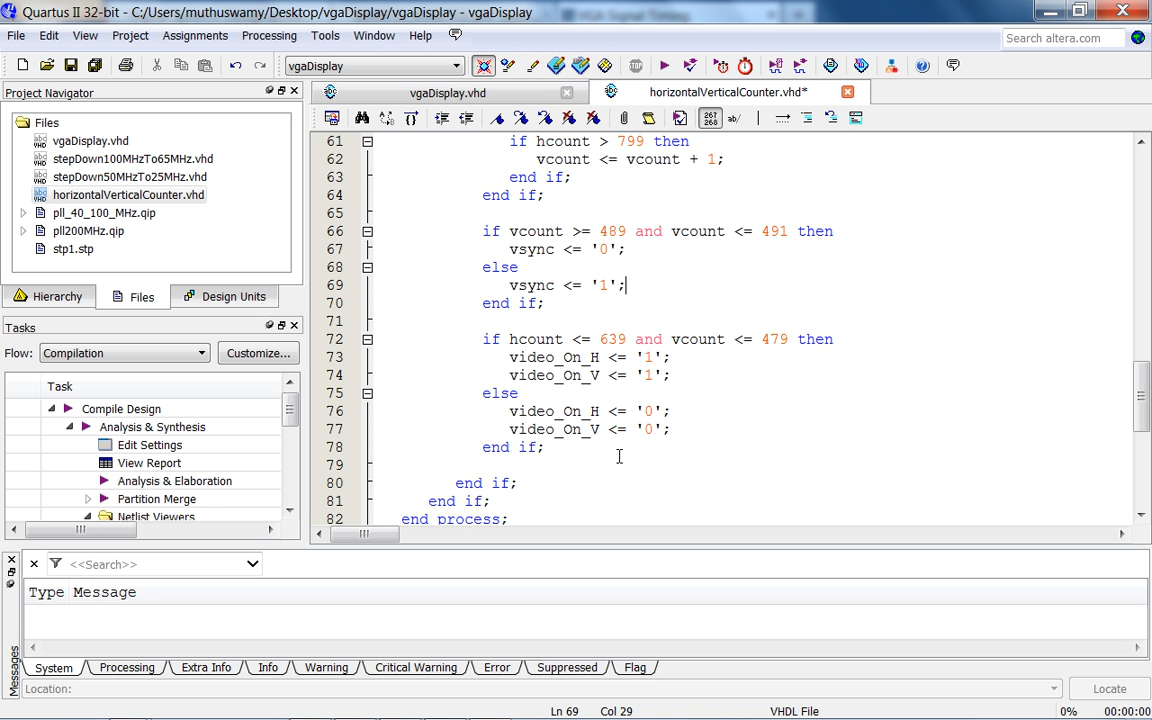 Quartus II 32-bit - C:/Users/muthuswamy/Desktop/vgaDisplay/vgaDisplay - vgaDisplay
VGA Signal Timing
File Edit View Project Assignments Processing Tools Window Help
Search altera.com
vgaDisplay
Project Navigator
vgaDisplay.vhd
horizontalVerticalCounter.vhd*
Files
vgaDisplay.vhd
stepDown100MHzTo65MHz.vhd
stepDown50MHzTo25MHz.vhd
horizontalVerticalCounter.vhd
pll_40_100_MHz.qip
pll200MHz.qip
stp1.stp
Hierarchy Files Design Units
Tasks
Flow: Compilation Customize...
Task
Compile Design
Analysis & Synthesis
Edit Settings
View Report
Analysis & Elaboration
Partition Merge
Netlist Viewers
267
268
ab/
61 if hcount > 799 then
62 vcount <= vcount + 1;
63 end if;
64 end if;
65
66 if vcount >= 489 and vcount <= 491 then
67 vsync <= '0';
68 else
69 vsync <= '1';
70 end if;
71
72 if hcount <= 639 and vcount <= 479 then
73 video_On_H <= '1';
74 video_On_V <= '1';
75 else
76 video_On_H <= '0';
77 video_On_V <= '0';
78 end if;
79
80 end if;
81 end if;
82 end process;
<<Search>>
Type Message
Messages
System Processing Extra Info Info Warning Critical Warning Error Suppressed Flag
Location: Locate
Ln 69 Col 29 VHDL File 0% 00:00:00